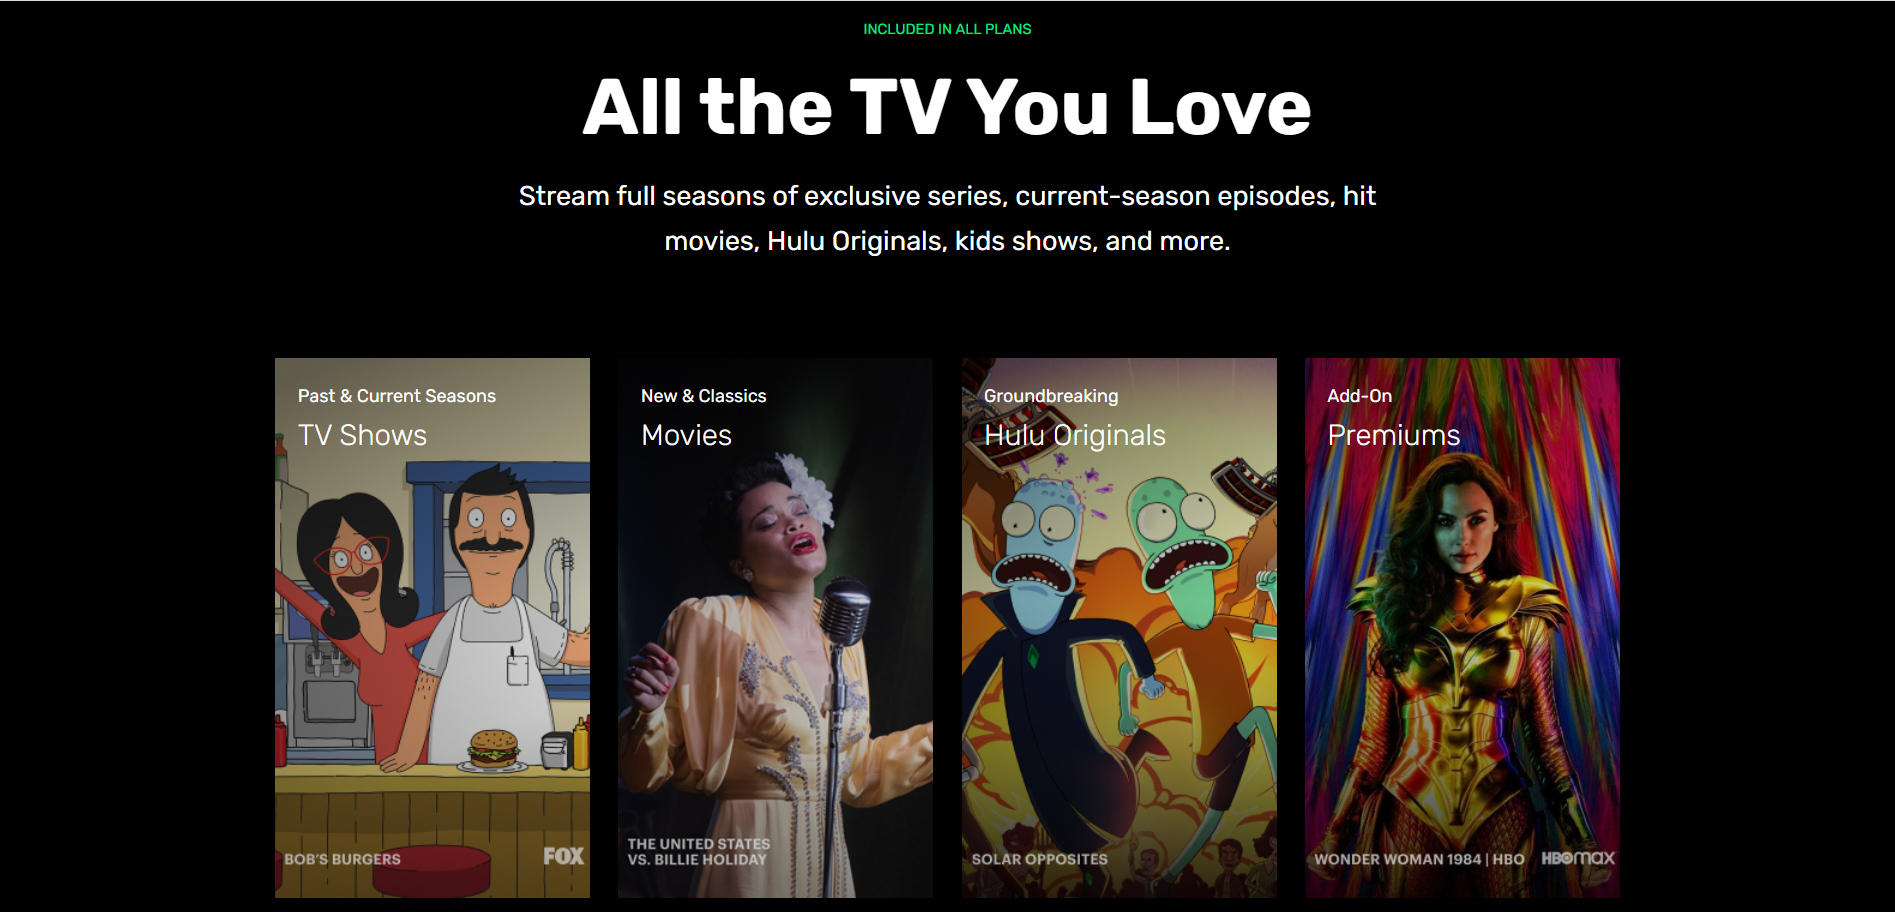 INCLUDED IN ALL PLANS
All the TV You Love
Stream full seasons of exclusive series, current-season episodes, hit
movies, Hulu Originals, kids shows, and more.
Past & Current Seasons
TV Shows
BOB'S BURGERS
FOX
New & Classics
Movies
THE UNITED STATES
VS. BILLIE HOLIDAY
Groundbreaking
Hulu Originals
SOLAR OPPOSITES
Add-On
Premiums
WONDER WOMAN 1984 | HBO
HBOmax